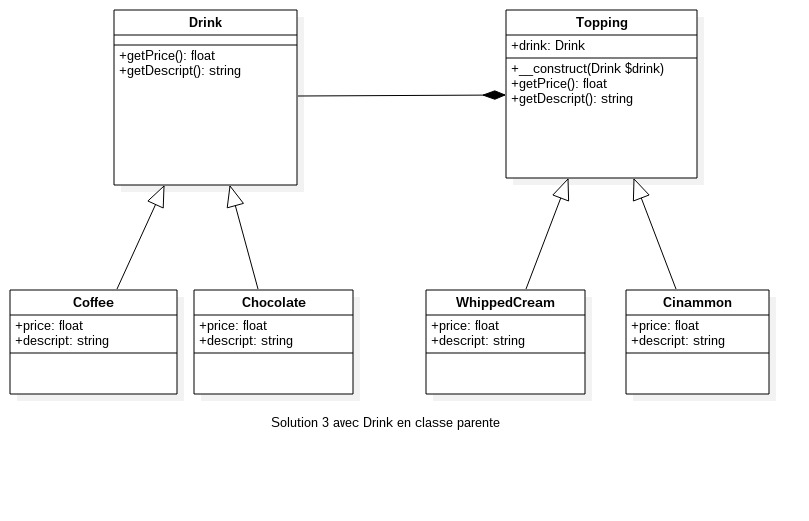 Drink
+getPrice(): float
+getDescript(): string
Topping
+drink: Drink
+__construct(Drink $drink)
+getPrice(): float
+getDescript(): string
Coffee
+price: float
+descript: string
Chocolate
+price: float
+descript: string
WhippedCream
+price: float
+descript: string
Cinammon
+price: float
+descript: string
Solution 3 avec Drink en classe parente